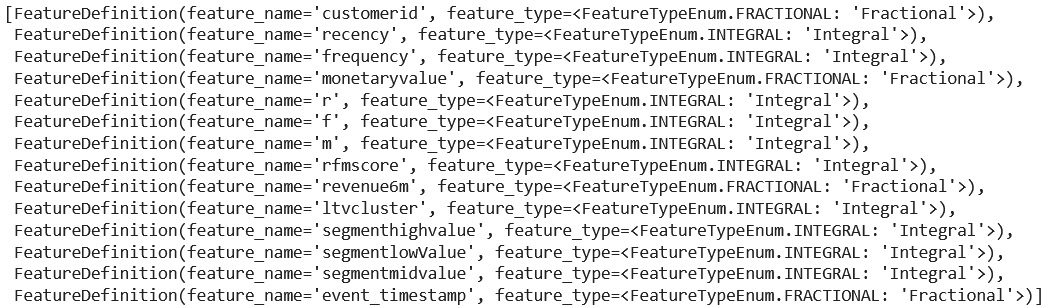 [FeatureDefinition(feature_name='customerid', feature_type=<FeatureTypeEnum.FRACTIONAL: 'Fractional'>),
FeatureDefinition(feature_name='recency', feature_type=<FeatureTypeEnum.INTEGRAL: 'Integral'>),
FeatureDefinition(feature_name='frequency', feature_type=<FeatureTypeEnum.INTEGRAL: 'Integral'>),
FeatureDefinition(feature_name='monetaryvalue', feature_type=<FeatureTypeEnum.FRACTIONAL: 'Fractional'>),
FeatureDefinition(feature_name='r', feature_type=<FeatureTypeEnum.INTEGRAL: 'Integral'>),
FeatureDefinition(feature_name='f', feature_type=<FeatureTypeEnum.INTEGRAL: 'Integral'>),
FeatureDefinition(feature_name='m', feature_type=<FeatureTypeEnum.INTEGRAL: 'Integral'>),
FeatureDefinition(feature_name='rfmscore', feature_type=<FeatureTypeEnum.INTEGRAL: 'Integral'>),
FeatureDefinition(feature_name='revenue6m', feature_type=<FeatureTypeEnum.FRACTIONAL: 'Fractional'>),
FeatureDefinition(feature_name='ltvcluster', feature_type=<FeatureTypeEnum.INTEGRAL: 'Integral'>),
FeatureDefinition(feature_name='segmenthighvalue', feature_type=<FeatureTypeEnum.INTEGRAL: 'Integral'>),
FeatureDefinition(feature_name='segmentlowValue', feature_type=<FeatureTypeEnum.INTEGRAL: 'Integral'>),
FeatureDefinition(feature_name='segmentmidvalue', feature_type=<FeatureTypeEnum.INTEGRAL: 'Integral'>),
FeatureDefinition(feature_name='event_timestamp', feature_type=<FeatureTypeEnum.FRACTIONAL: 'Fractional'>)]